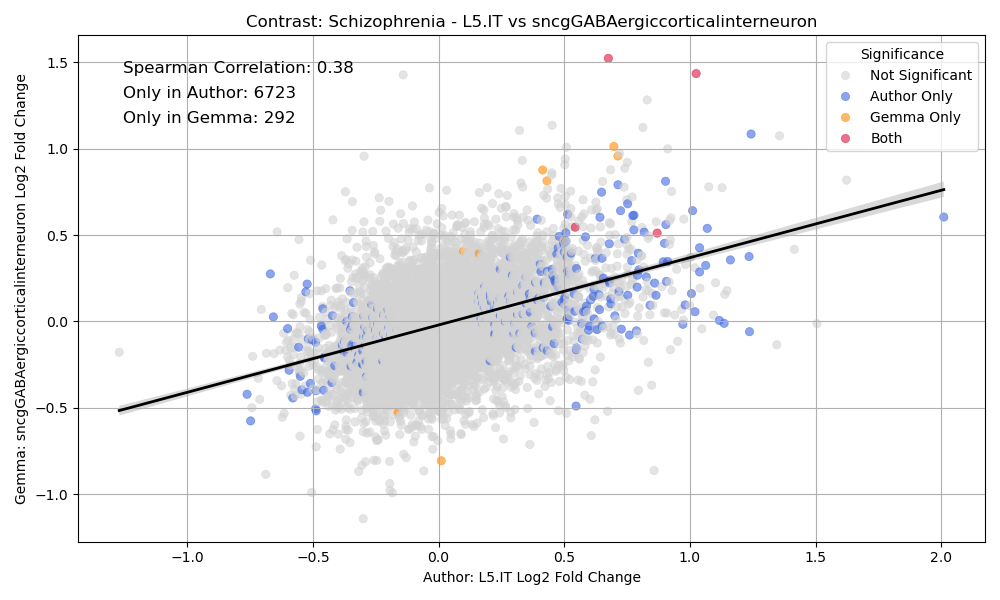 Contrast: Schizophrenia - L5.IT vs sncgGABAergiccorticalinterneuron
Spearman Correlation: 0.38
Only in Author: 6723
Only in Gemma: 292
Significance
Not Significant
Author Only
Gemma Only
Both
Gemma: sncgGABAergiccorticalinterneuron Log2 Fold Change
1.5
1.0
0.5
0.0
−0.5
−1.0
−1.0 −0.5 0.0 0.5 1.0 1.5 2.0
Author: L5.IT Log2 Fold Change